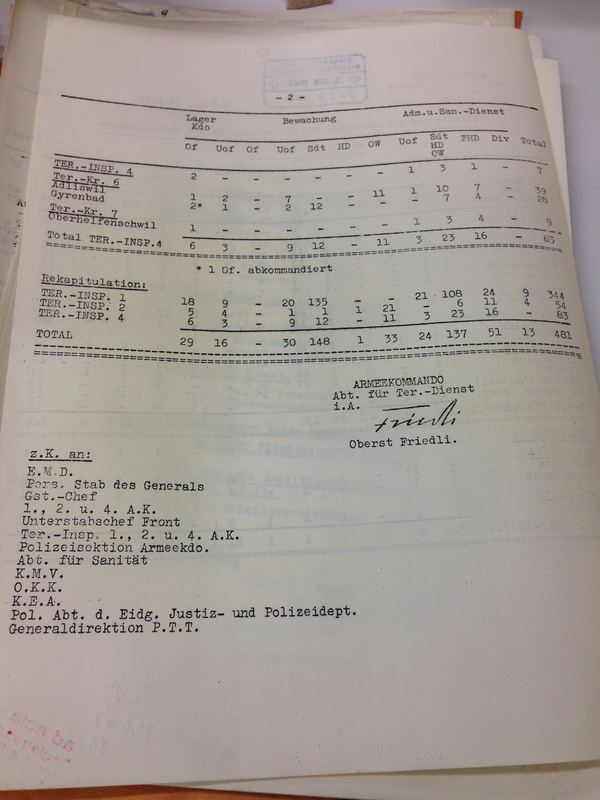 - 2 -
Lager Kdo Bewachung Adm.u.San.-Dienst
Of Uof Of Uof Sdt HD OW Uof Sdt HD OW FHD Div Total
TER.-INSP. 4 2 - 1 3 1 - 7
Ter.-Kr. 6
Adliswil 1 2 - 7 - - 11 1 10 7 - 39
Gyrenbad 2* 1 - 2 12 - - - 7 4 - 28
Ter.-Kr. 7
Oberhelfenschwil 1 - 1 3 4 - 9
Total TER.-INSP.4 6 3 - 9 12 - 11 3 23 16 - 83
* 1 Of. abkommandiert
Rekapitulation:
TER.-INSP. 1 18 9 - 20 135 - - 21 108 24 9 344
TER.-INSP. 2 5 4 - 1 1 1 21 - 6 11 4 54
TER.-INSP. 4 6 3 - 9 12 - 11 3 23 16 - 83
TOTAL 29 16 - 30 148 1 33 24 137 51 13 481
ARMEEKOMMANDO
Abt. für Ter.-Dienst
i.A.
Friedli
Oberst Friedli.
z.K. an:
E.M.D.
Pers. Stab des Generals
Gst.-Chef
1., 2. u. 4. A.K.
Unterstabschef Front
Ter.-Insp. 1., 2. u. 4. A.K.
Polizeisektion Armeekdo.
Abt. für Sanität
K.M.V.
O.K.K.
K.E.A.
Pol. Abt. d. Eidg. Justiz- und Polizeidept.
Generaldirektion P.T.T.
ad acta